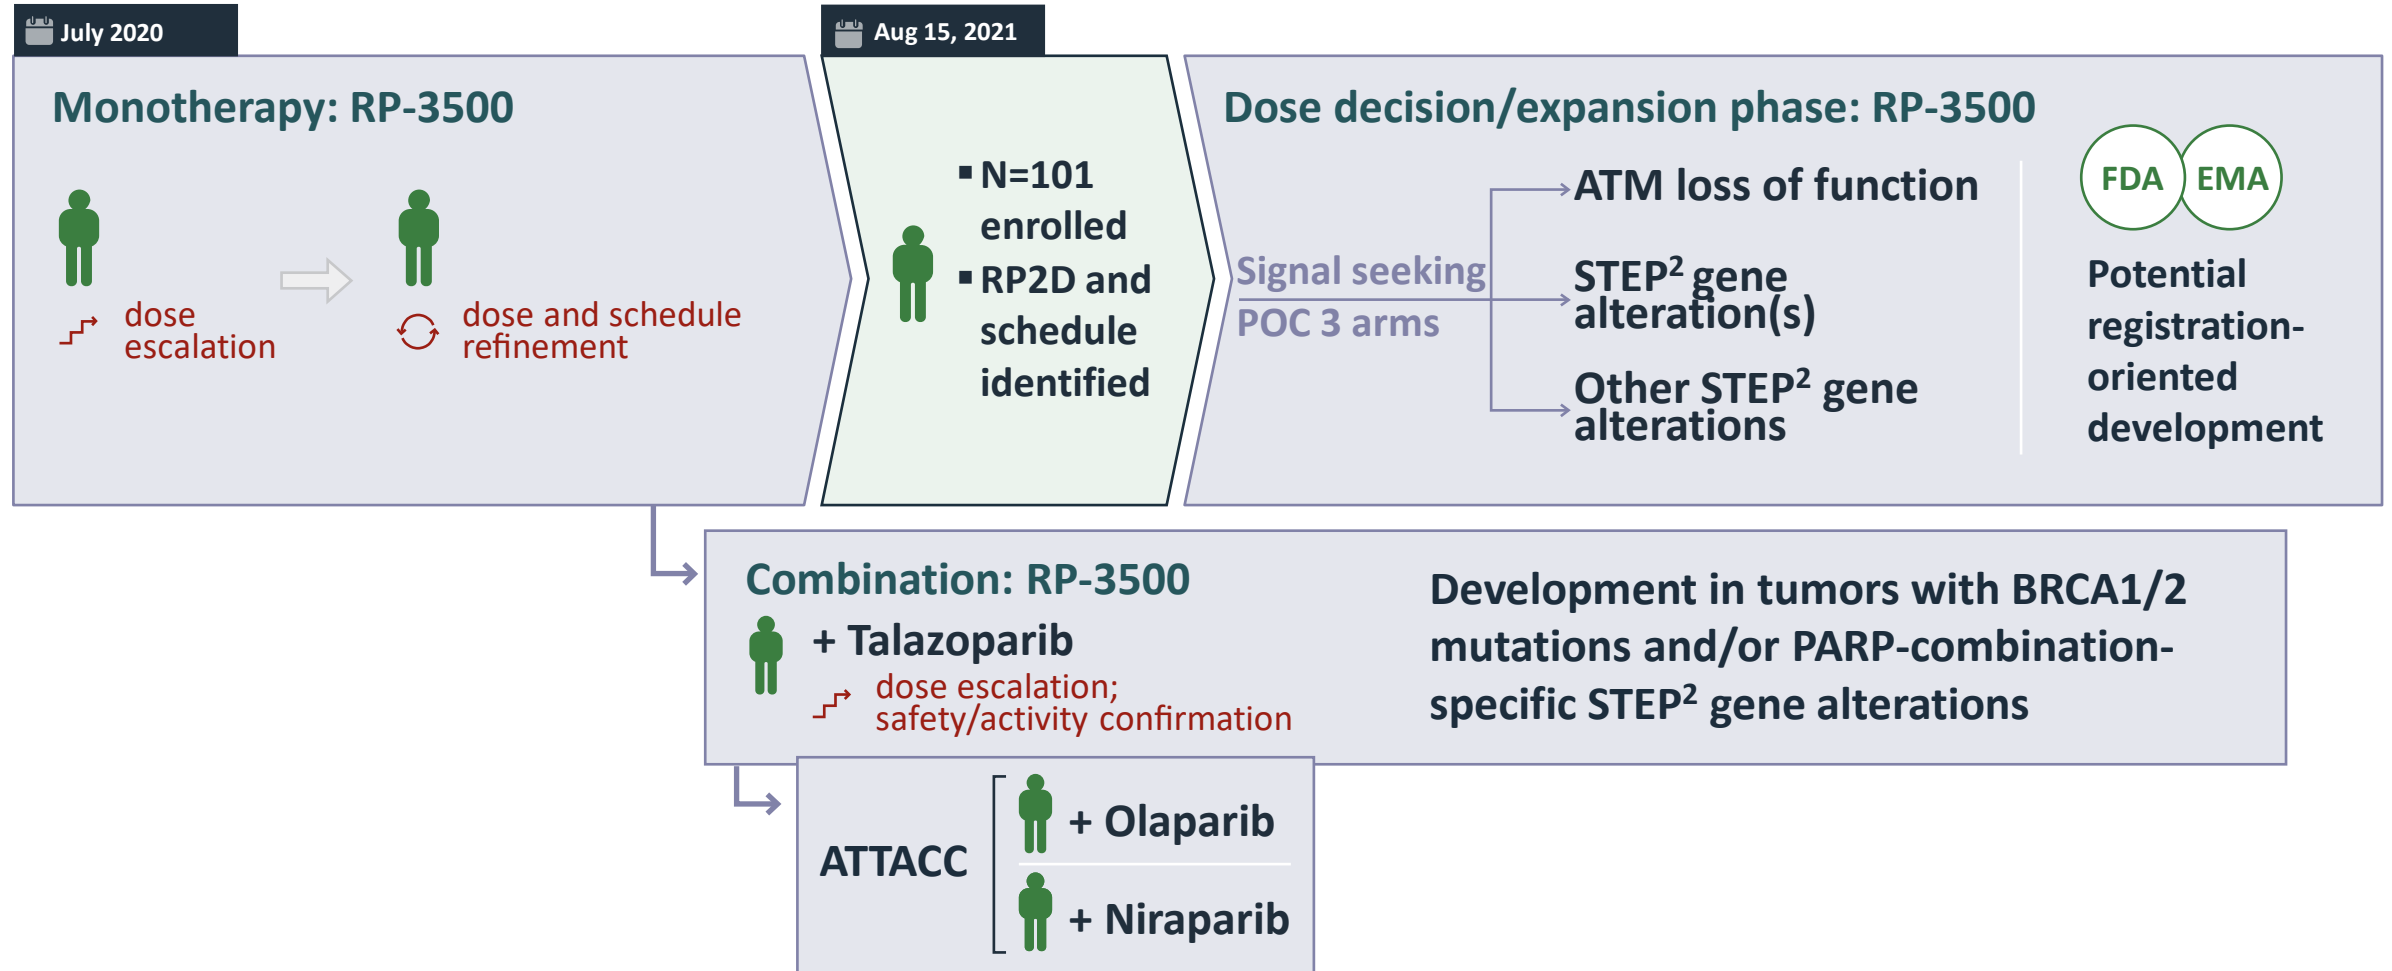 July 2020
Monotherapy: RP-3500
dose
escalation
dose and schedule
refinement
Aug 15, 2021
▪ N=101
enrolled
▪ RP2D and
schedule
identified
Dose decision/expansion phase: RP-3500
Signal seeking
POC 3 arms
ATM loss of function
STEP² gene
alteration(s)
Other STEP² gene
alterations
FDA EMA
Potential
registration-
oriented
development
Combination: RP-3500
+ Talazoparib
dose escalation;
safety/activity confirmation
Development in tumors with BRCA1/2
mutations and/or PARP-combination-
specific STEP² gene alterations
ATTACC
+ Olaparib
+ Niraparib